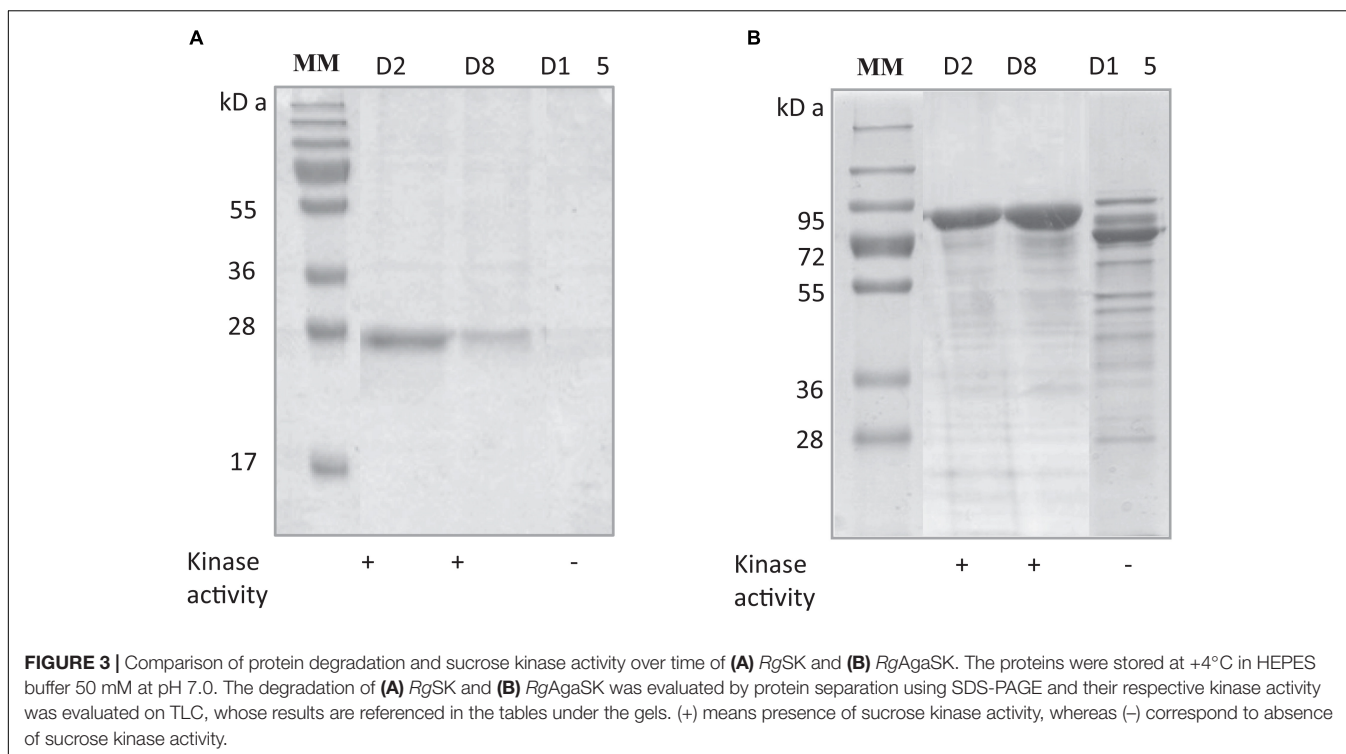 A
MM D2 D8 D1 5
kD a
55
36
28
17
Kinase activity + + -
B
MM D2 D8 D1 5
kD a
95
72
55
36
28
Kinase activity + + -
FIGURE 3 | Comparison of protein degradation and sucrose kinase activity over time of (A) RgSK and (B) RgAgaSK. The proteins were stored at +4°C in HEPES
buffer 50 mM at pH 7.0. The degradation of (A) RgSK and (B) RgAgaSK was evaluated by protein separation using SDS-PAGE and their respective kinase activity
was evaluated on TLC, whose results are referenced in the tables under the gels. (+) means presence of sucrose kinase activity, whereas (–) correspond to absence
of sucrose kinase activity.